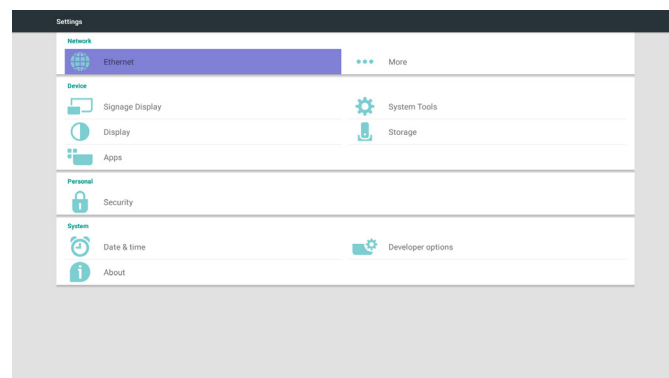 Settings
Network
Ethernet
More
Device
Signage Display
System Tools
Display
Storage
Apps
Personal
Security
System
Date & time
Developer options
About